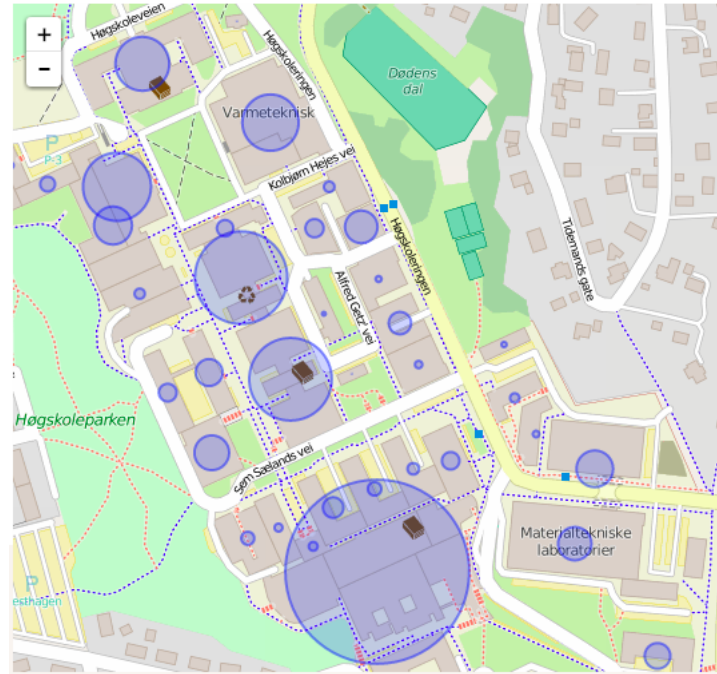 +
-
Høgskoleveien
Høgskoleringen
Dødens
dal
Varmeteknisk
P
P-3
Kolbjørn Hejes vei
Høgskoleringen
Tidemands gate
Alfred Getz' vei
Høgskoleparken
Sem Sælands vei
Materialtekniske
laboratorier
P
esthagen